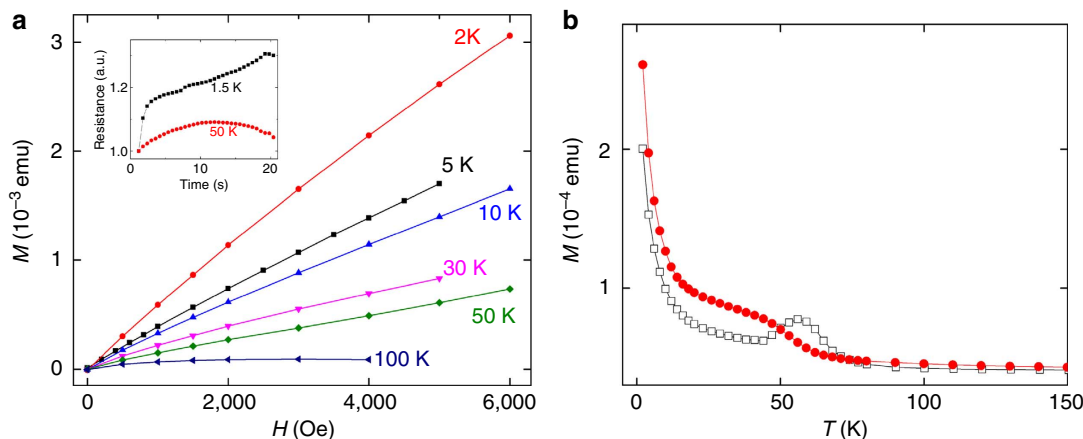 a
3
2
1
0
M (10⁻³ emu)
0
2,000
4,000
6,000
H (Oe)
2K
5 K
10 K
30 K
50 K
100 K
Resistance (a.u.)
1.2
1.0
1.5 K
50 K
0
10
20
Time (s)
b
2
1
M (10⁻⁴ emu)
0
50
100
150
T (K)